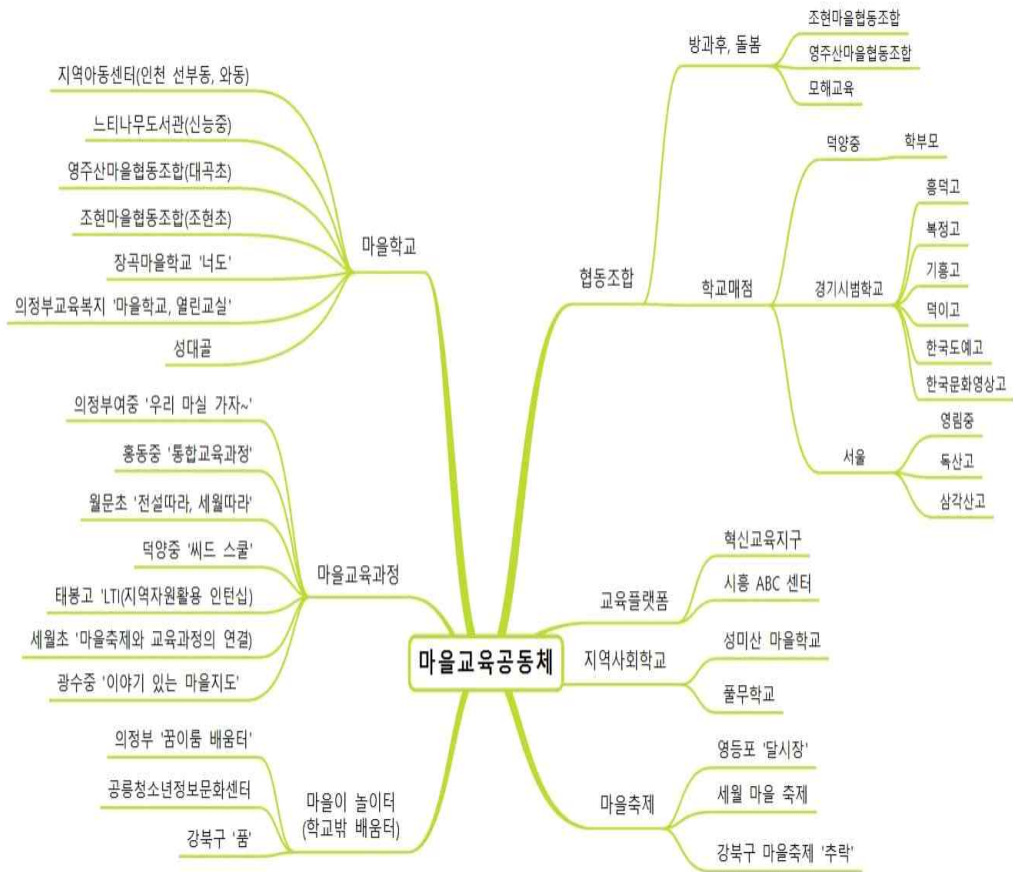 지역아동센터(인천 선부동, 와동)
느티나무도서관(신능중)
영주산마을협동조합(대곡초)
조현마을협동조합(조현초)
장곡마을학교 '너도'
의정부교육복지 '마을학교, 열린교실'
성대골
마을학교
의정부여중 '우리 마실 가자~'
홍동중 '통합교육과정'
월문초 '전설따라, 세월따라'
덕양중 '씨드 스쿨'
태봉고 'LTI(지역자원활용 인턴십)
세월초 '마을축제와 교육과정의 연결)
광수중 '이야기 있는 마을지도'
마을교육과정
의정부 '꿈이룸 배움터'
공릉청소년정보문화센터
강북구 '품'
마을이 놀이터
(학교밖 배움터)
마을교육공동체
협동조합
방과후, 돌봄
조현마을협동조합
영주산마을협동조합
모해교육
학교매점
덕양중
학부모
경기시범학교
흥덕고
복정고
기흥고
덕이고
한국도예고
한국문화영상고
서울
영림중
독산고
삼각산고
교육플랫폼
혁신교육지구
시흥 ABC 센터
지역사회학교
성미산 마을학교
풀무학교
마을축제
영등포 '달시장'
세월 마을 축제
강북구 마을축제 '추락'